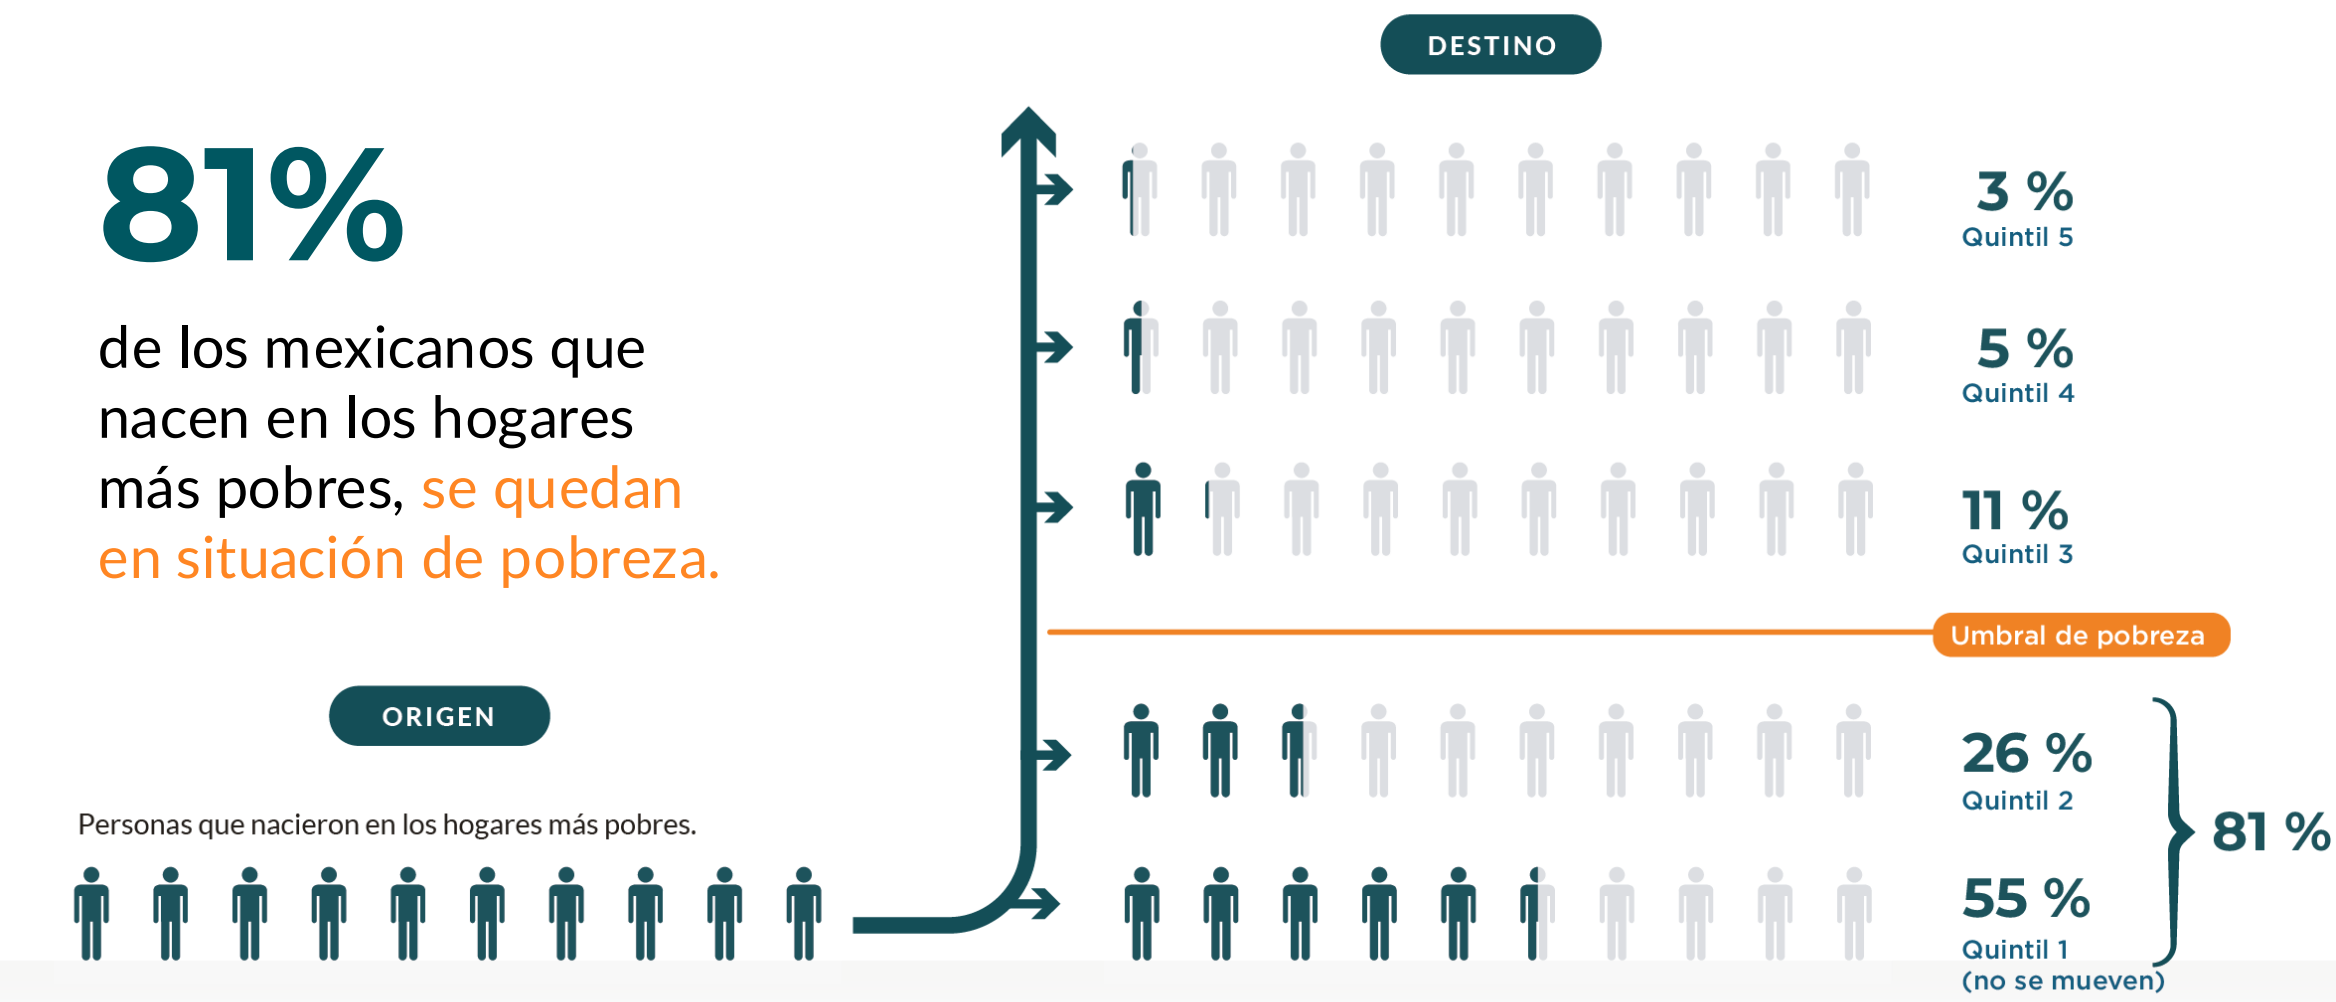 81%
de los mexicanos que
nacen en los hogares
más pobres, se quedan
en situación de pobreza.
ORIGEN
Personas que nacieron en los hogares más pobres.
DESTINO
3 %
Quintil 5
5 %
Quintil 4
11 %
Quintil 3
Umbral de pobreza
26 %
Quintil 2
55 %
Quintil 1
(no se mueven)
81 %